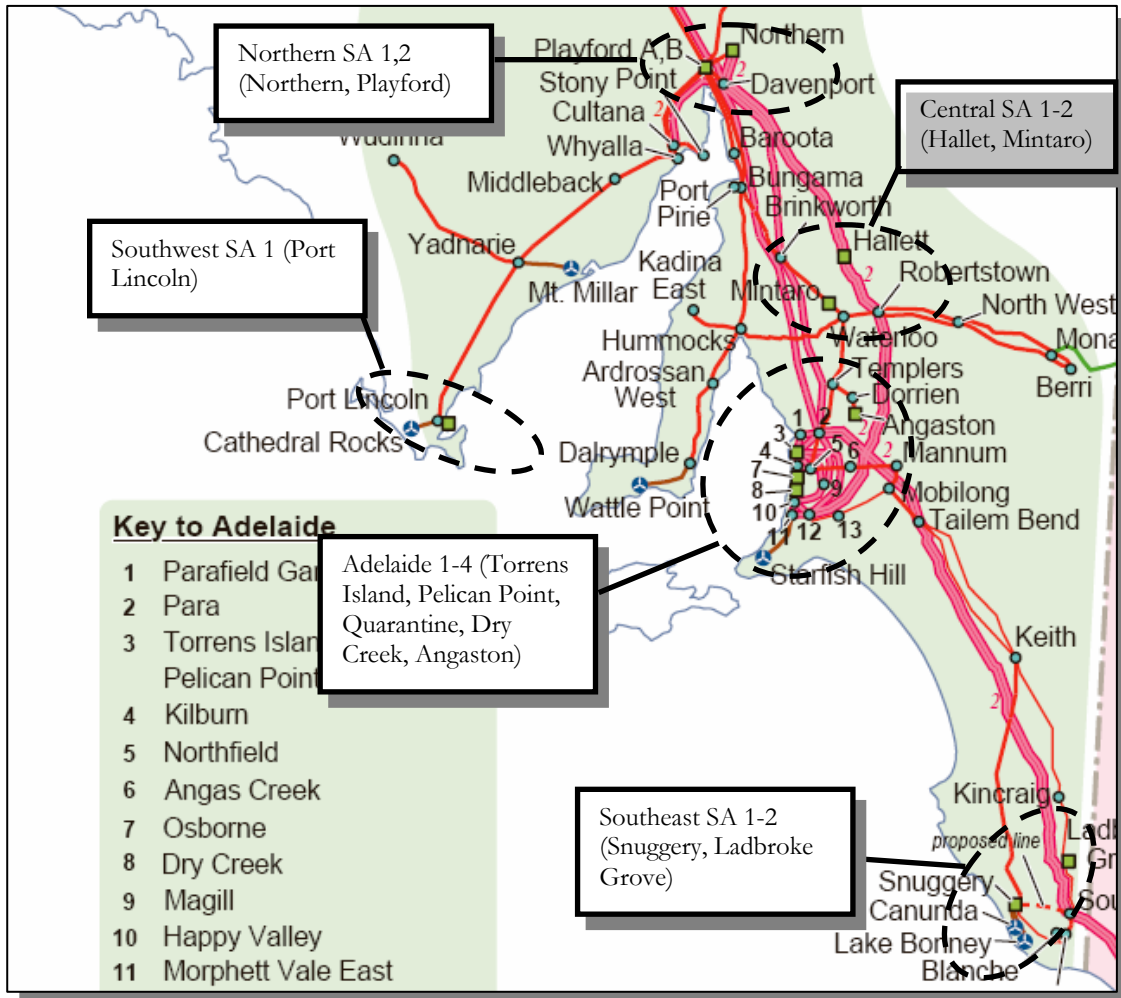 Northern SA 1,2
(Northern, Playford)
Playford A,B
Northern
Stony Point
2
Davenport
Cultana
2
Central SA 1-2
(Hallet, Mintaro)
Whyalla
Baroota
Middleback
Port
Pirie
Bungama
Brinkworth
Southwest SA 1 (Port
Lincoln)
Yadnarie
Mt. Millar
Kadina
East
Hallett
2
Mintaro
Robertstown
North West
Hummocks
Waterloo
Berri
Ardrossan
West
Templers
Dorrien
Port Lincoln
Angaston
Cathedral Rocks
1
2
3
5
2
4
6
2
Mannum
7
Dalrymple
8
9
Mobilong
Wattle Point
10
Tailem Bend
11
12
13
Starfish Hill
Key to Adelaide
1 Parafield
2 Para
3 Torrens
Pelican Point
4 Kilburn
5 Northfield
6 Angas Creek
7 Osborne
8 Dry Creek
9 Magill
10 Happy Valley
11 Morphett Vale East
Adelaide 1-4 (Torrens
Island, Pelican Point,
Quarantine, Dry
Creek, Angaston)
Keith
2
Kincraig
Southeast SA 1-2
(Snuggery, Ladbroke
Grove)
proposed line
Snuggery
Canunda
Lake Bonney
Blanche